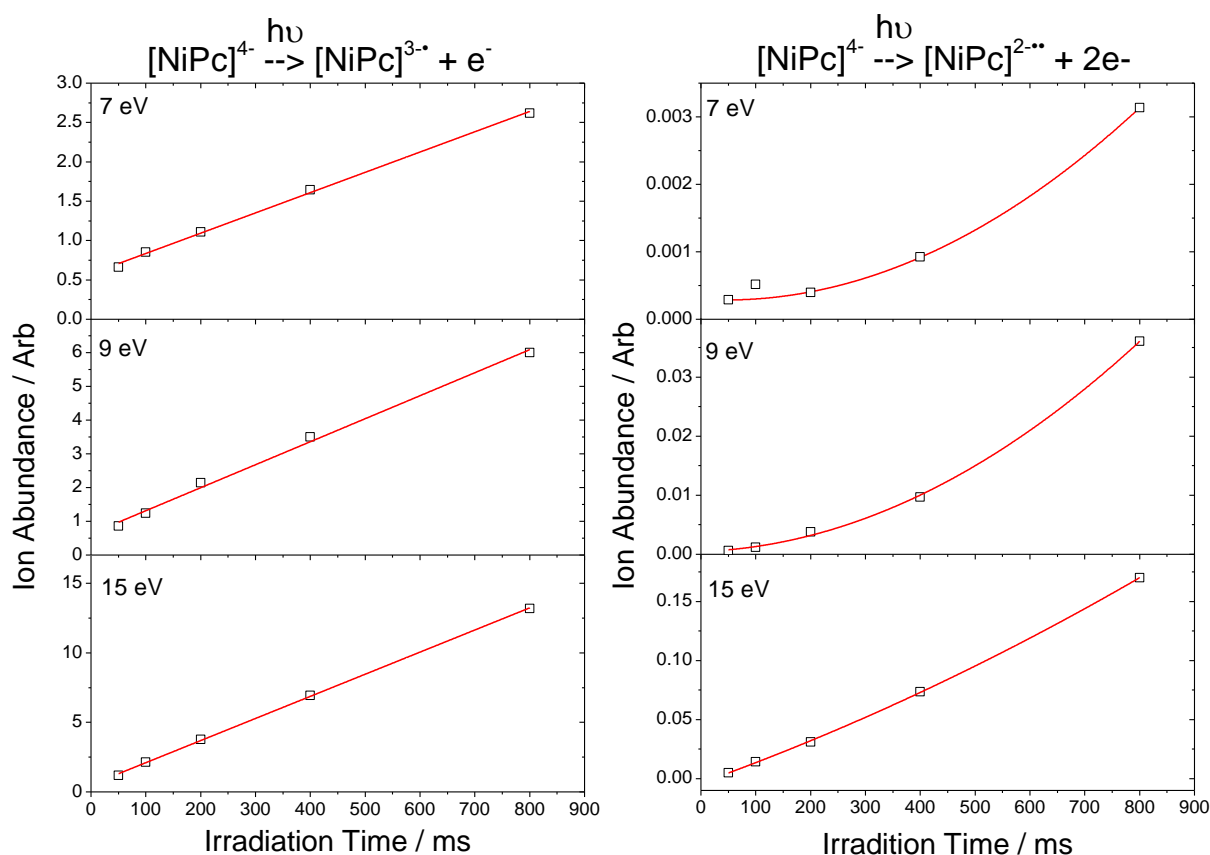 hυ
[NiPc]4- --> [NiPc]3-• + e-
3.0
7 eV
2.5
2.0
1.5
1.0
0.5
0.0
6
9 eV
5
4
3
2
1
0
15
15 eV
10
5
0
0 100 200 300 400 500 600 700 800 900
Irradiation Time / ms
Ion Abundance / Arb
hυ
[NiPc]4- --> [NiPc]2-•• + 2e-
7 eV
0.003
0.002
0.001
0.000
9 eV
0.03
0.02
0.01
0.00
15 eV
0.15
0.10
0.05
0.00
0 100 200 300 400 500 600 700 800 900
Irradition Time / ms
Ion Abundance / Arb